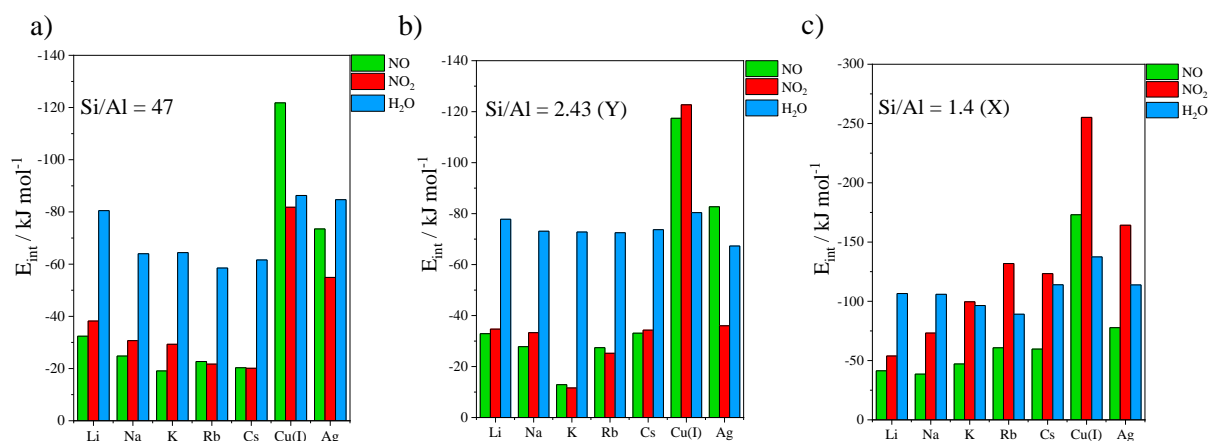 a)
Si/Al = 47
NO
NO₂
H₂O
E_int / kJ mol⁻¹
-140
-120
-100
-80
-60
-40
-20
0
Li Na K Rb Cs Cu(I) Ag
b)
Si/Al = 2.43 (Y)
NO
NO₂
H₂O
E_int / kJ mol⁻¹
-140
-120
-100
-80
-60
-40
-20
0
Li Na K Rb Cs Cu(I) Ag
c)
Si/Al = 1.4 (X)
NO
NO₂
H₂O
E_int / kJ mol⁻¹
-300
-250
-200
-150
-100
-50
0
Li Na K Rb Cs Cu(I) Ag